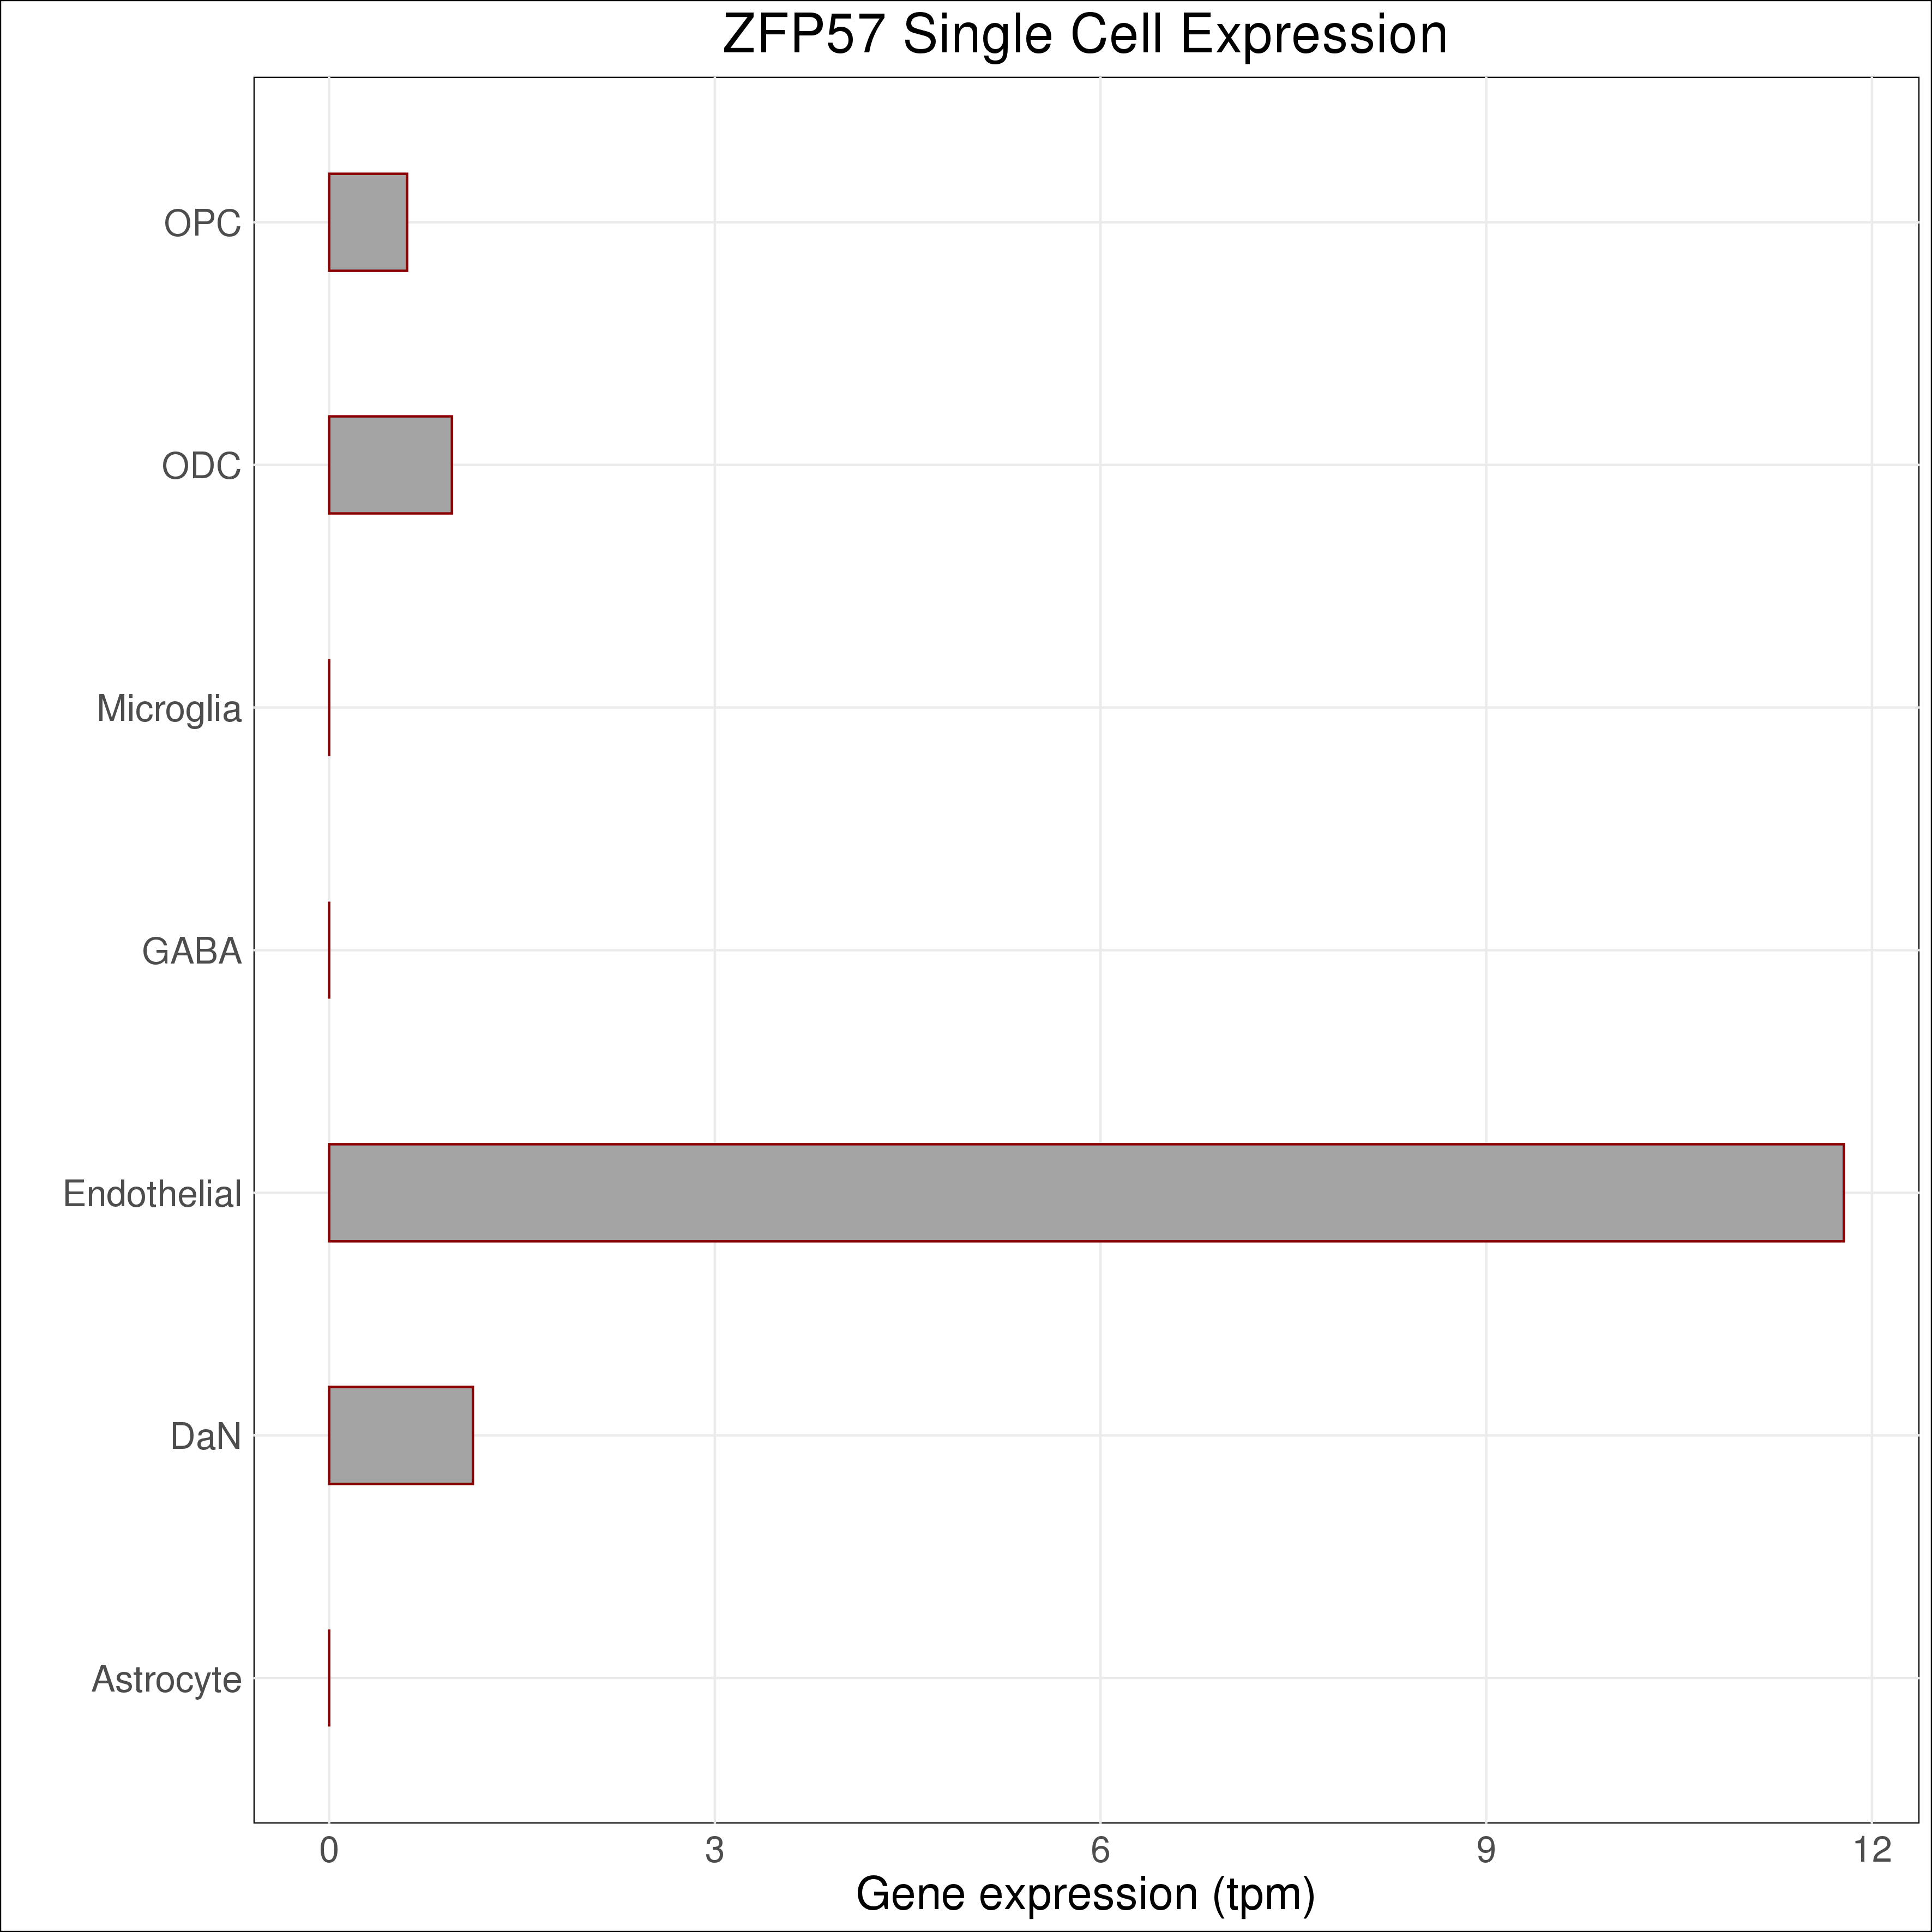 ZFP57 Single Cell Expression
OPC
ODC
Microglia
GABA
Endothelial
DaN
Astrocyte
0 3 6 9 12
Gene expression (tpm)